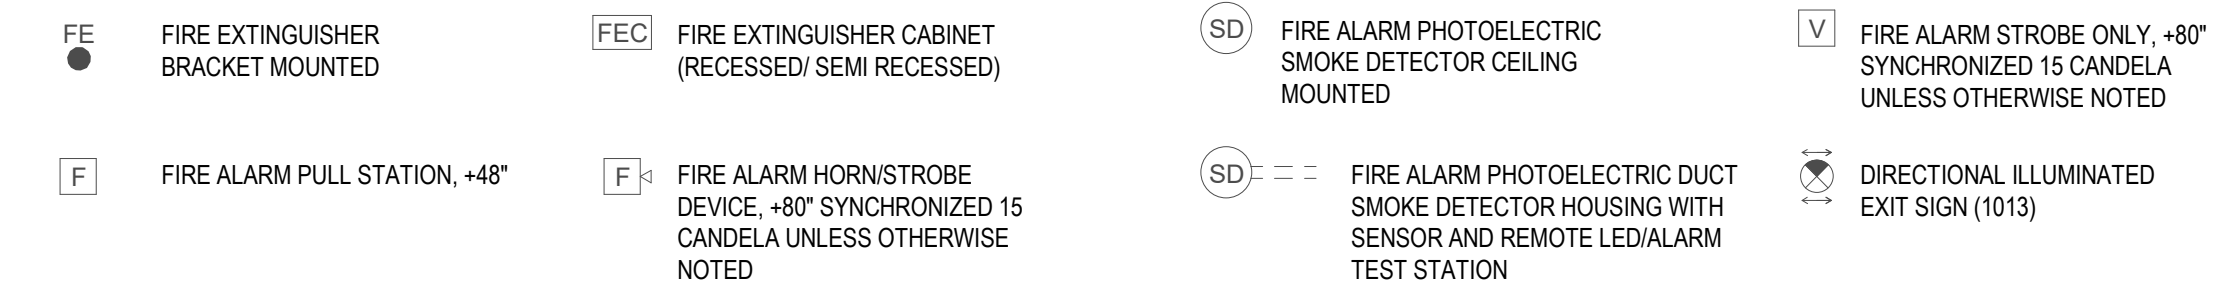 FE
FIRE EXTINGUISHER
BRACKET MOUNTED
FEC
FIRE EXTINGUISHER CABINET
(RECESSED/ SEMI RECESSED)
SD
FIRE ALARM PHOTOELECTRIC
SMOKE DETECTOR CEILING
MOUNTED
V
FIRE ALARM STROBE ONLY, +80"
SYNCHRONIZED 15 CANDELA
UNLESS OTHERWISE NOTED
F
FIRE ALARM PULL STATION, +48"
F
FIRE ALARM HORN/STROBE
DEVICE, +80" SYNCHRONIZED 15
CANDELA UNLESS OTHERWISE
NOTED
SD
FIRE ALARM PHOTOELECTRIC DUCT
SMOKE DETECTOR HOUSING WITH
SENSOR AND REMOTE LED/ALARM
TEST STATION
DIRECTIONAL ILLUMINATED
EXIT SIGN (1013)